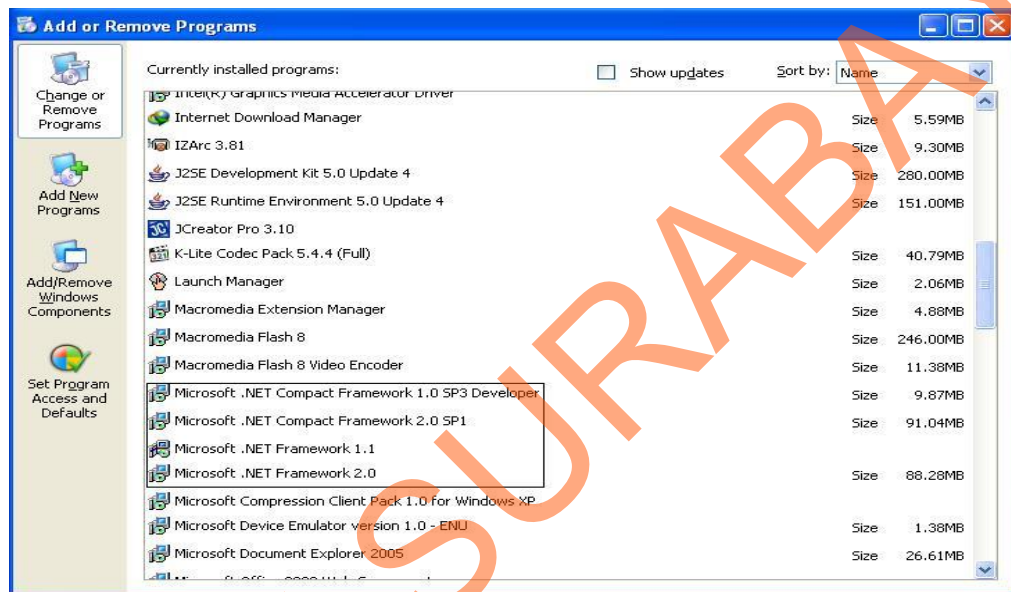 Add or Remove Programs
Change or
Remove
Programs
Add New
Programs
Add/Remove
Windows
Components
Set Program
Access and
Defaults
Currently installed programs:
Show updates
Sort by: Name
Intel(R) Graphics Media Accelerator Driver
Internet Download Manager Size 5.59MB
IZArc 3.81 Size 9.30MB
J2SE Development Kit 5.0 Update 4 Size 280.00MB
J2SE Runtime Environment 5.0 Update 4 Size 151.00MB
JCreator Pro 3.10
K-Lite Codec Pack 5.4.4 (Full) Size 40.79MB
Launch Manager Size 2.06MB
Macromedia Extension Manager Size 4.88MB
Macromedia Flash 8 Size 246.00MB
Macromedia Flash 8 Video Encoder Size 11.38MB
Microsoft .NET Compact Framework 1.0 SP3 Developer Size 9.87MB
Microsoft .NET Compact Framework 2.0 SP1 Size 91.04MB
Microsoft .NET Framework 1.1
Microsoft .NET Framework 2.0 Size 88.28MB
Microsoft Compression Client Pack 1.0 for Windows XP
Microsoft Device Emulator version 1.0 - ENU Size 1.38MB
Microsoft Document Explorer 2005 Size 26.61MB
SURABA